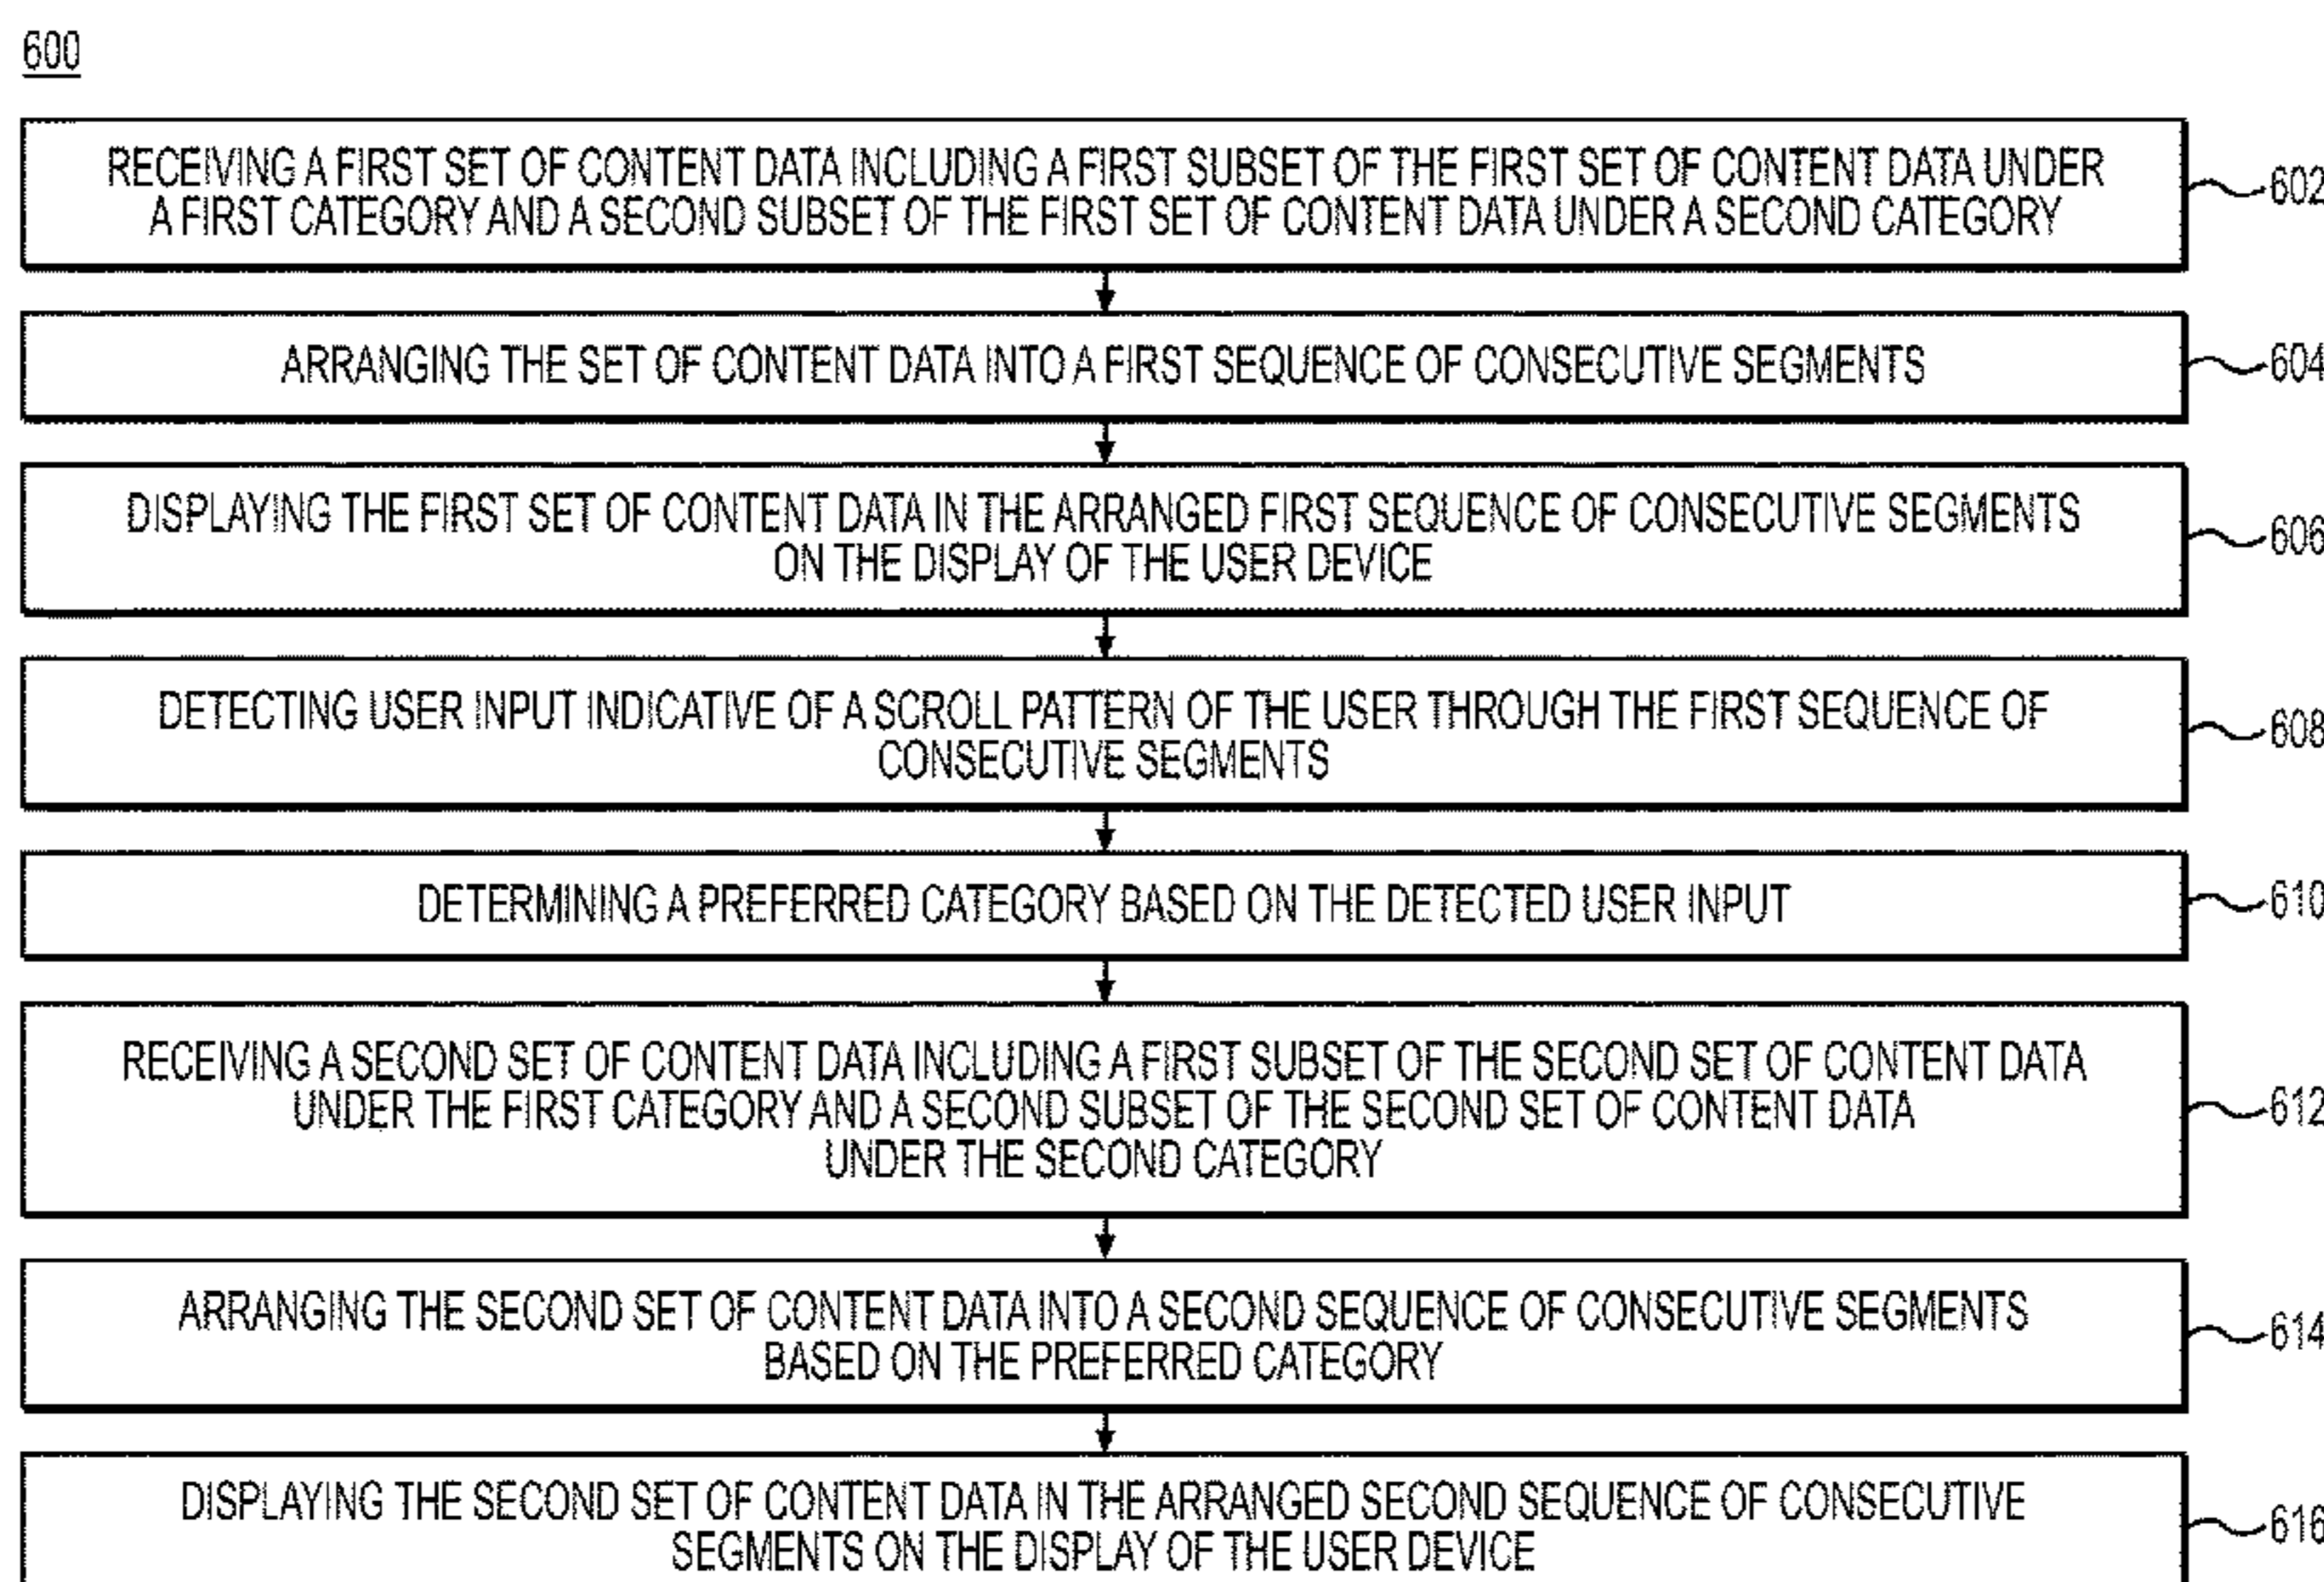 600
RECEIVING A FIRST SET OF CONTENT DATA INCLUDING A FIRST SUBSET OF THE FIRST SET OF CONTENT DATA UNDER
A FIRST CATEGORY AND A SECOND SUBSET OF THE FIRST SET OF CONTENT DATA UNDER A SECOND CATEGORY
602
ARRANGING THE SET OF CONTENT DATA INTO A FIRST SEQUENCE OF CONSECUTIVE SEGMENTS
604
DISPLAYING THE FIRST SET OF CONTENT DATA IN THE ARRANGED FIRST SEQUENCE OF CONSECUTIVE SEGMENTS
ON THE DISPLAY OF THE USER DEVICE
606
DETECTING USER INPUT INDICATIVE OF A SCROLL PATTERN OF THE USER THROUGH THE FIRST SEQUENCE OF
CONSECUTIVE SEGMENTS
608
DETERMINING A PREFERRED CATEGORY BASED ON THE DETECTED USER INPUT
610
RECEIVING A SECOND SET OF CONTENT DATA INCLUDING A FIRST SUBSET OF THE SECOND SET OF CONTENT DATA
UNDER THE FIRST CATEGORY AND A SECOND SUBSET OF THE SECOND SET OF CONTENT DATA
UNDER THE SECOND CATEGORY
612
ARRANGING THE SECOND SET OF CONTENT DATA INTO A SECOND SEQUENCE OF CONSECUTIVE SEGMENTS
BASED ON THE PREFERRED CATEGORY
614
DISPLAYING THE SECOND SET OF CONTENT DATA IN THE ARRANGED SECOND SEQUENCE OF CONSECUTIVE
SEGMENTS ON THE DISPLAY OF THE USER DEVICE
616